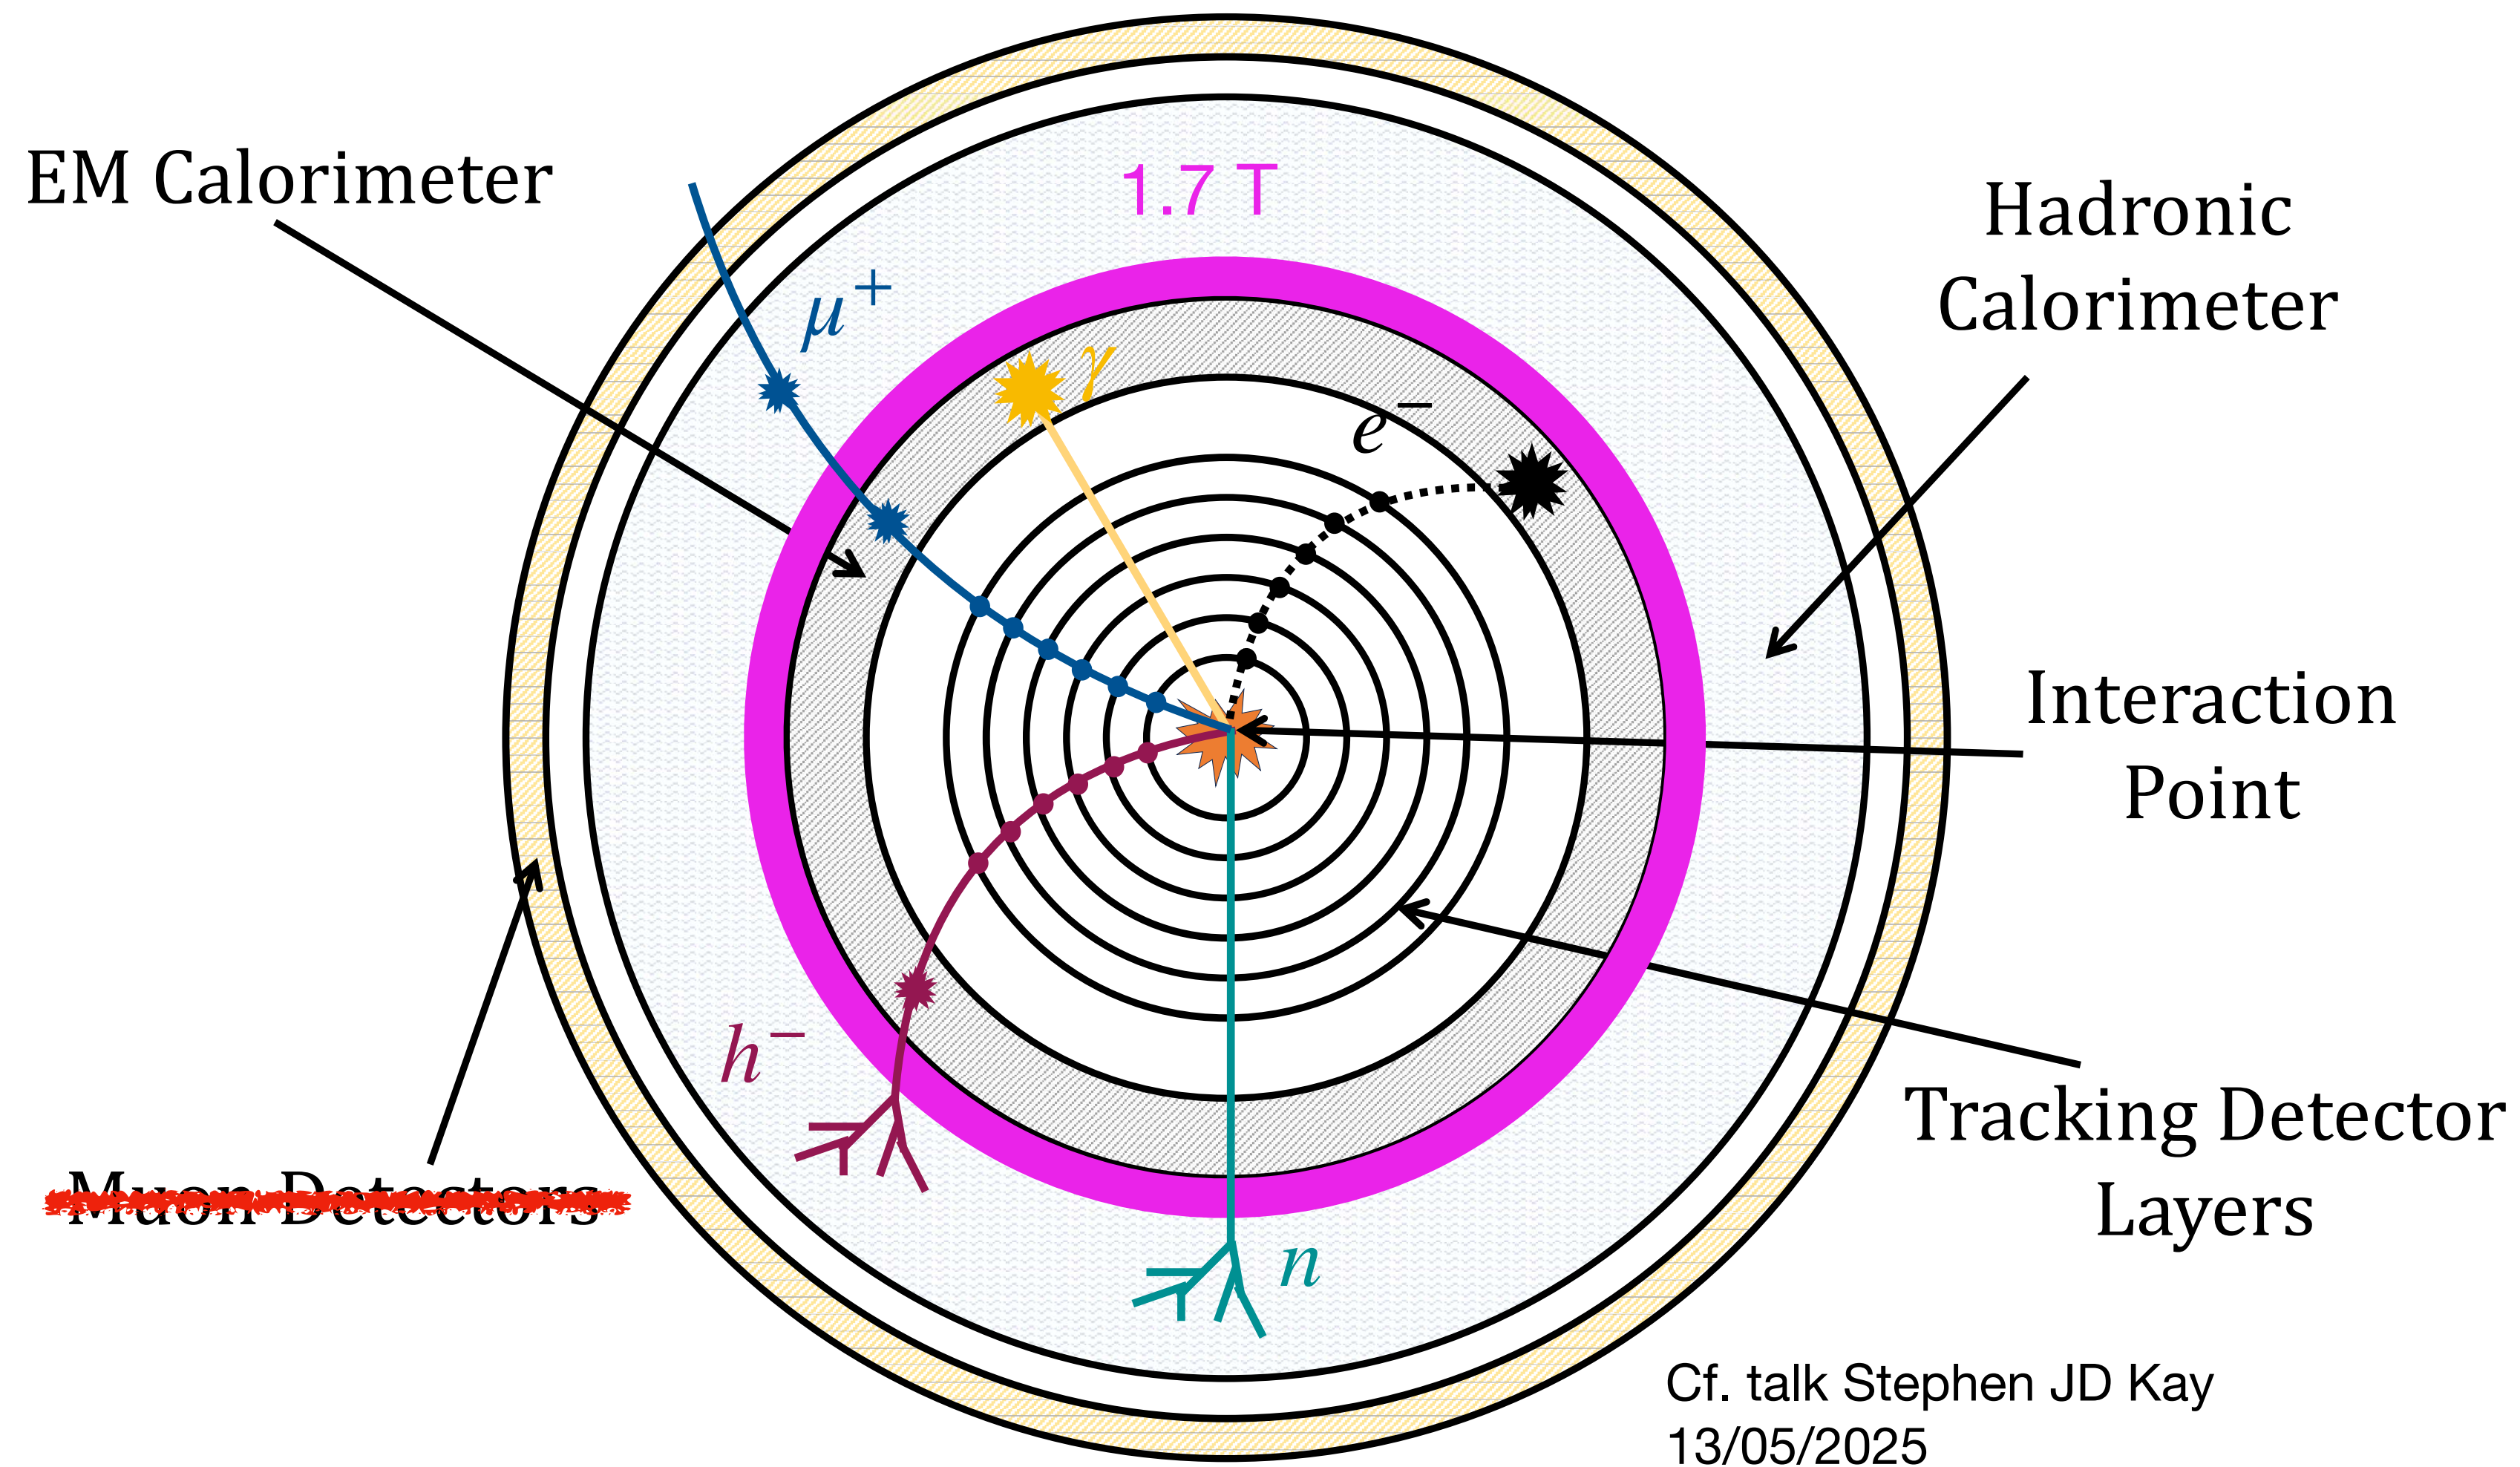 EM Calorimeter
1.7 T
Hadronic
Calorimeter
μ+
γ
e−
Interaction
Point
h−
Muon Detectors
n
Tracking Detector
Layers
Cf. talk Stephen JD Kay
13/05/2025